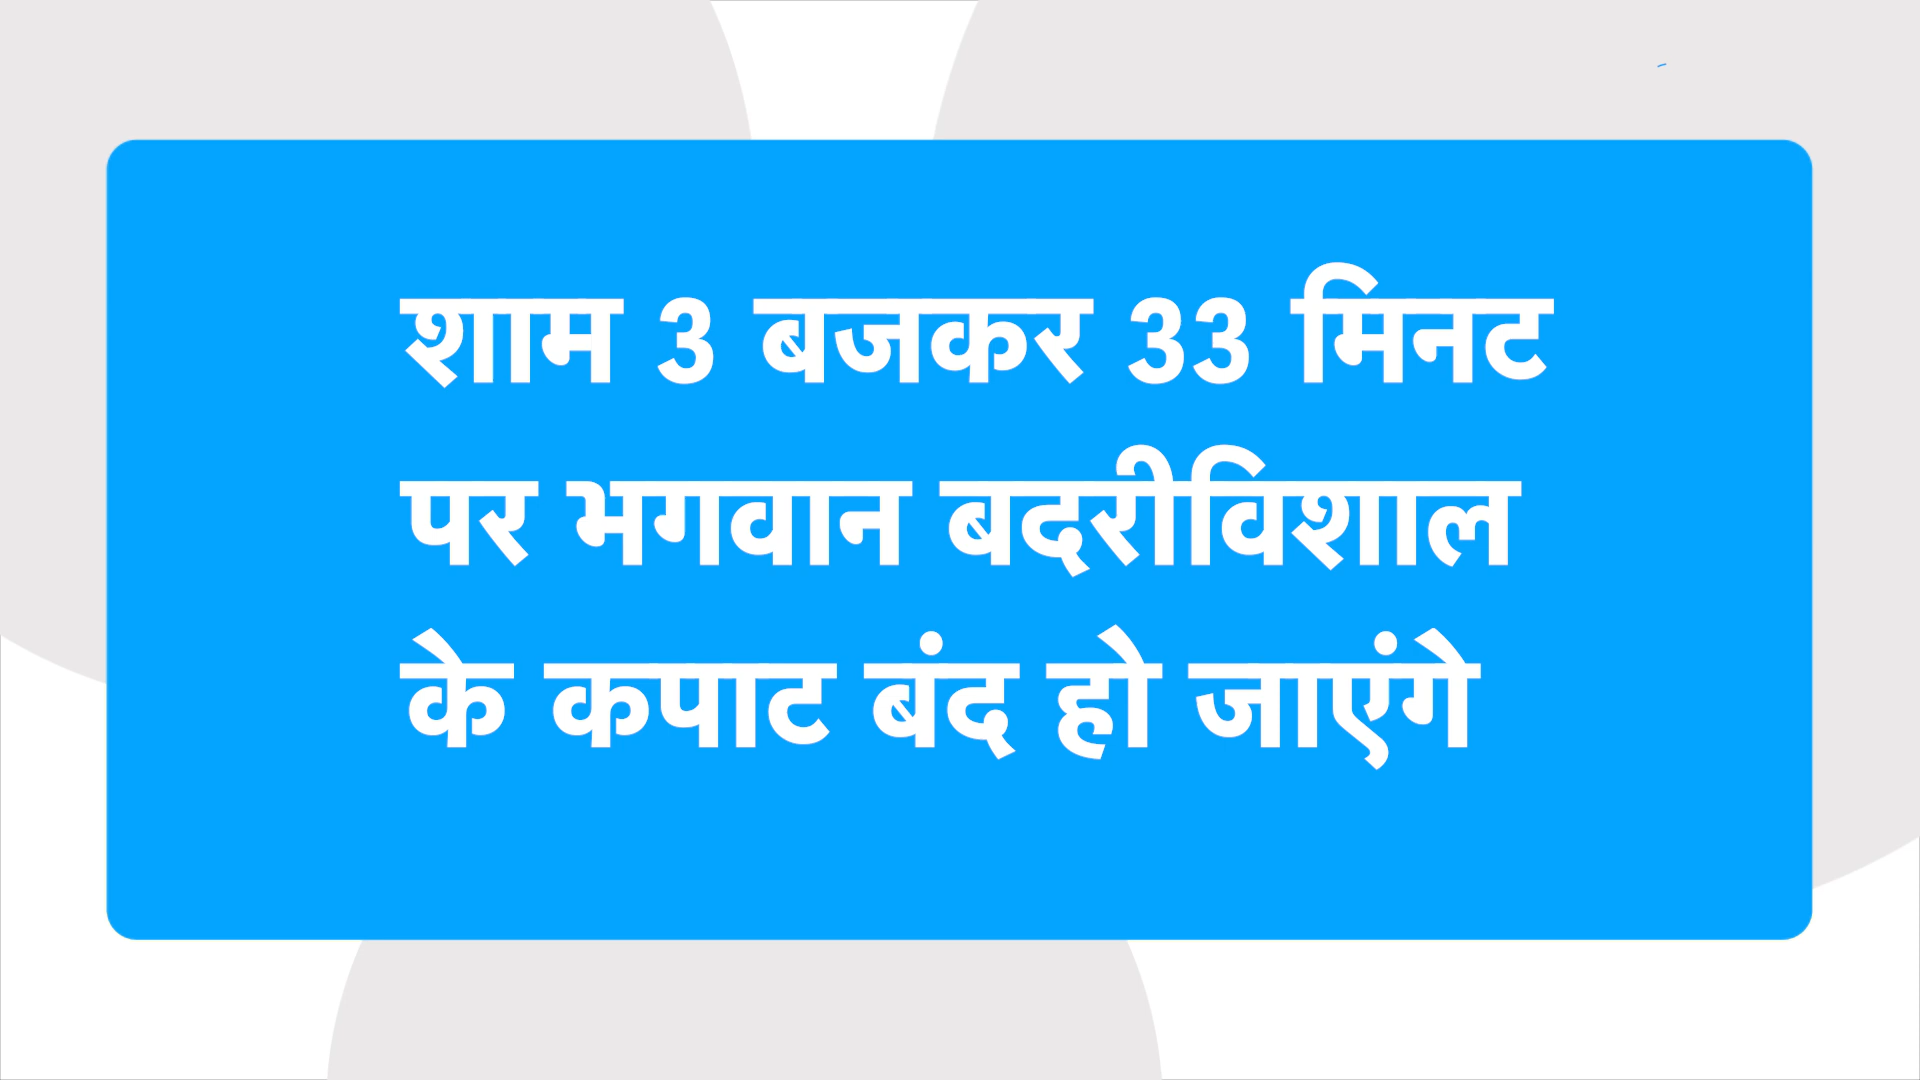 शाम 3 बजकर 33 मिनट
पर भगवान बदरीविशाल
के कपाट बंद हो जाएंगे